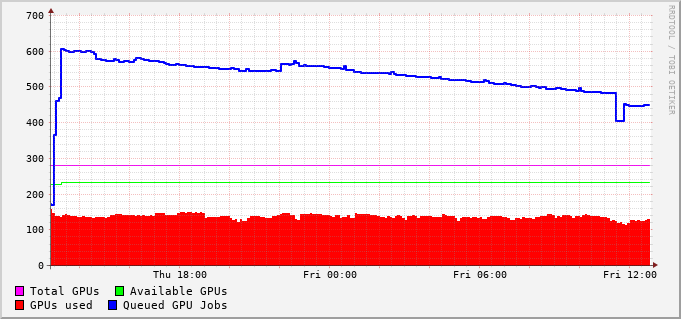 700
600
500
400
300
200
100
0
Thu 18:00 Fri 00:00 Fri 06:00 Fri 12:00
Total GPUs Available GPUs
GPUs used Queued GPU Jobs
RRDTOOL / TOBI OETIKER